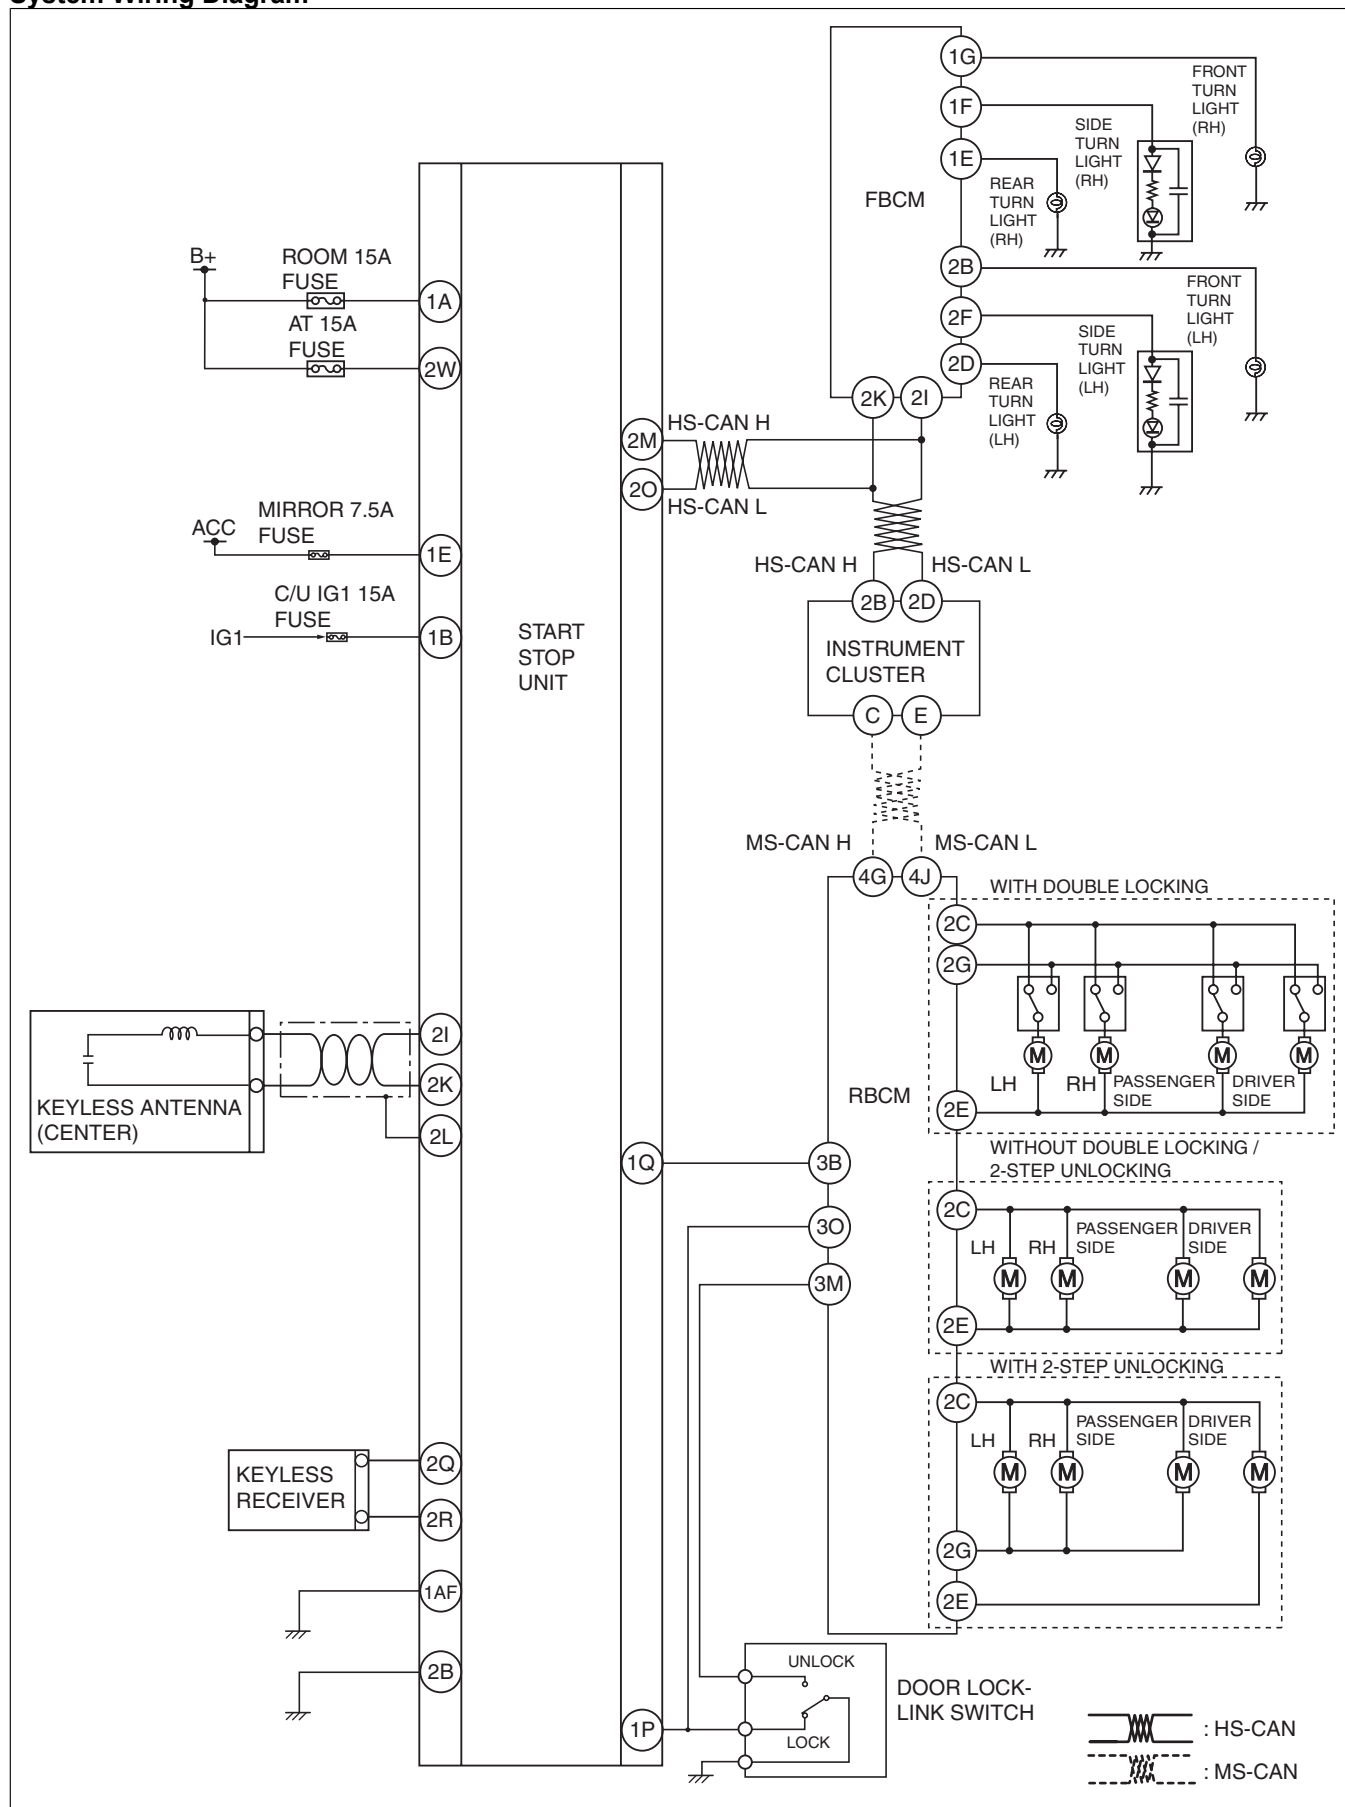 System Wiring Diagram
1G
FRONT
TURN
LIGHT
(RH)
1F
SIDE
TURN
LIGHT
(RH)
1E
REAR
TURN
LIGHT
(RH)
FBCM
2B
FRONT
TURN
LIGHT
(LH)
2F
SIDE
TURN
LIGHT
(LH)
2D
REAR
TURN
LIGHT
(LH)
2K
2I
B+
ROOM 15A
FUSE
1A
AT 15A
FUSE
2W
2M
HS-CAN H
2O
HS-CAN L
MIRROR 7.5A
FUSE
ACC
1E
C/U IG1 15A
FUSE
IG1
1B
START
STOP
UNIT
HS-CAN H
HS-CAN L
2B
2D
INSTRUMENT
CLUSTER
C
E
MS-CAN H
MS-CAN L
4G
4J
WITH DOUBLE LOCKING
2C
2G
M
M
M
M
LH
RH
PASSENGER
SIDE
DRIVER
SIDE
2E
RBCM
2I
2K
2L
KEYLESS ANTENNA
(CENTER)
1Q
3B
3O
3M
WITHOUT DOUBLE LOCKING /
2-STEP UNLOCKING
2C
LH
RH
PASSENGER
SIDE
DRIVER
SIDE
M
M
M
M
2E
WITH 2-STEP UNLOCKING
2C
LH
RH
PASSENGER
SIDE
DRIVER
SIDE
M
M
M
M
2G
2E
KEYLESS
RECEIVER
2Q
2R
1AF
2B
1P
UNLOCK
LOCK
DOOR LOCK-
LINK SWITCH
: HS-CAN
: MS-CAN